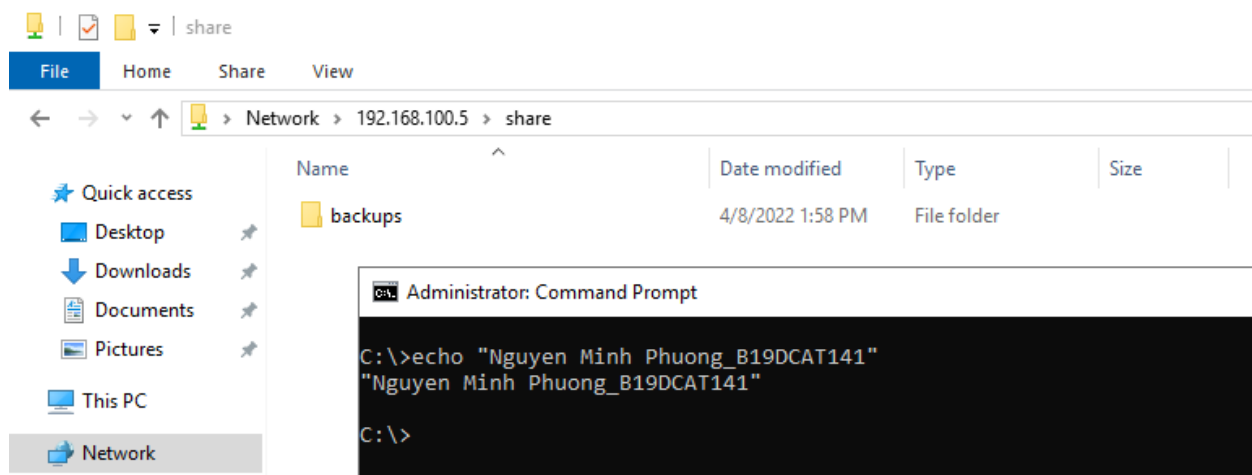 share
File Home Share View
Network > 192.168.100.5 > share
Name Date modified Type Size
Quick access
backups 4/8/2022 1:58 PM File folder
Desktop
Downloads
Documents
Pictures
This PC
Network
C:\. Administrator: Command Prompt
C:\>echo "Nguyen Minh Phuong_B19DCAT141"
"Nguyen Minh Phuong_B19DCAT141"
C:\>